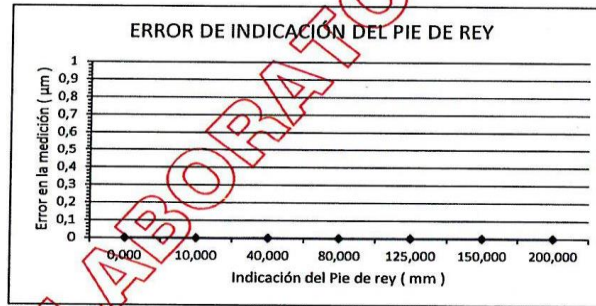 ERROR DE INDICACIÓN DEL PIE DE REY
Error en la medición ( µm )
1
0,9
0,8
0,7
0,6
0,5
0,4
0,3
0,2
0,1
0
0,000 10,000 40,000 80,000 125,000 150,000 200,000
Indicación del Pie de rey ( mm )
LABORATO